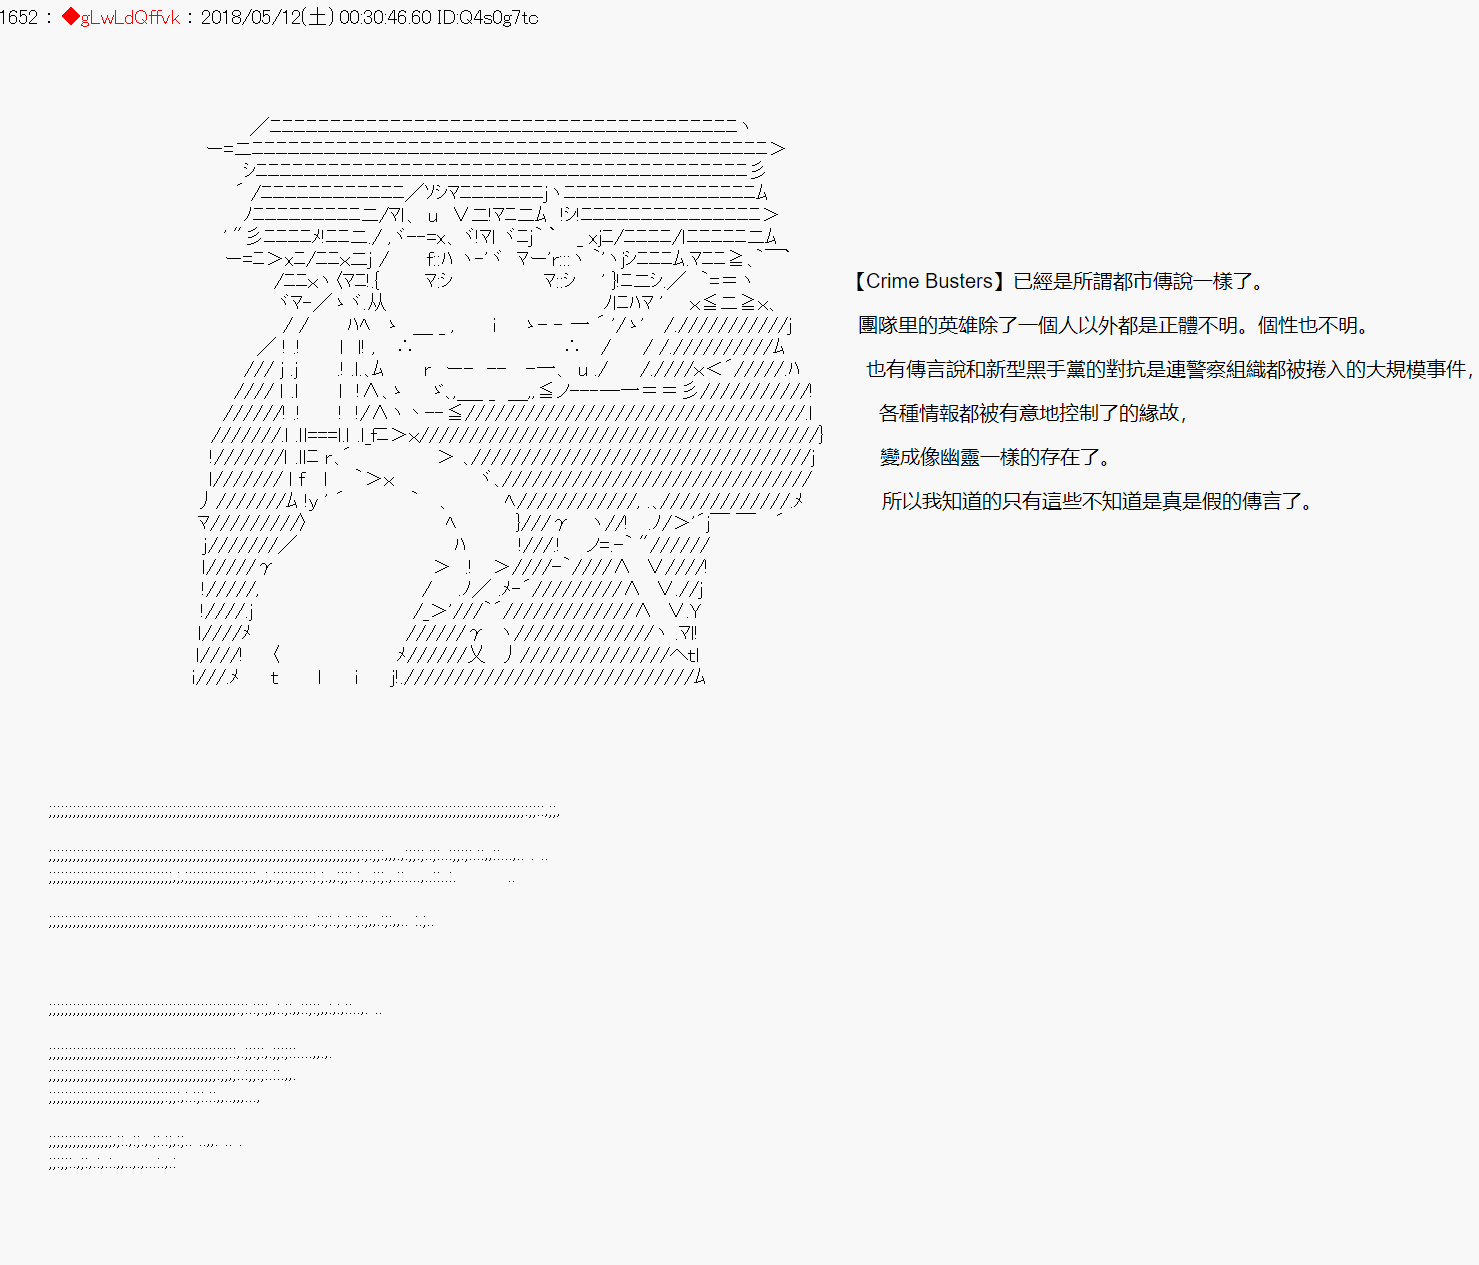 1652 : ◆gLwLdQffvk : 2018/05/12(土) 00:30:46.60 ID:Q4s0g7tc
【Crime Busters】已經是所謂都市傳說一樣了。
團隊里的英雄除了一個人以外都是正體不明。個性也不明。
也有傳言說和新型黑手黨的對抗是連警察組織都被捲入的大規模事件，
各種情報都被有意地控制了的緣故，
變成像幽靈一樣的存在了。
所以我知道的只有這些不知道是真是假的傳言了。